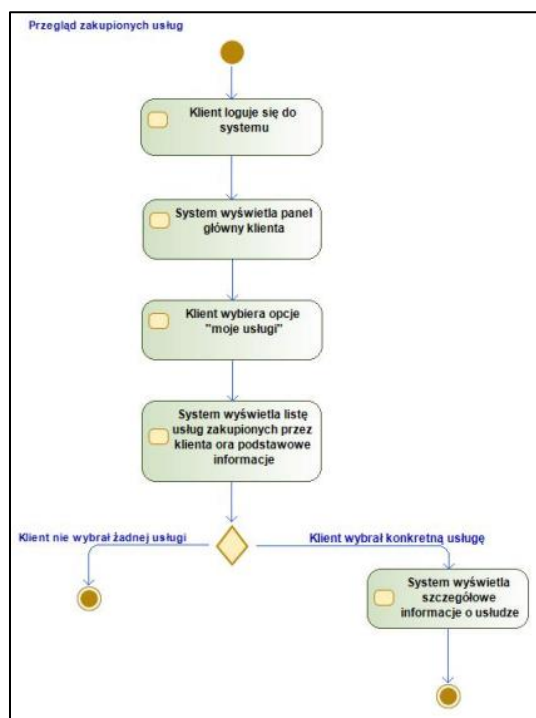 Przegląd zakupionych usług
Klient loguje się do
systemu
System wyświetla panel
główny klienta
Klient wybiera opcje
"moje usługi"
System wyświetla listę
usług zakupionych przez
klienta ora podstawowe
informacje
Klient nie wybrał żadnej usługi
Klient wybrał konkretną usługę
System wyświetla
szczegółowe
informacje o usłudze